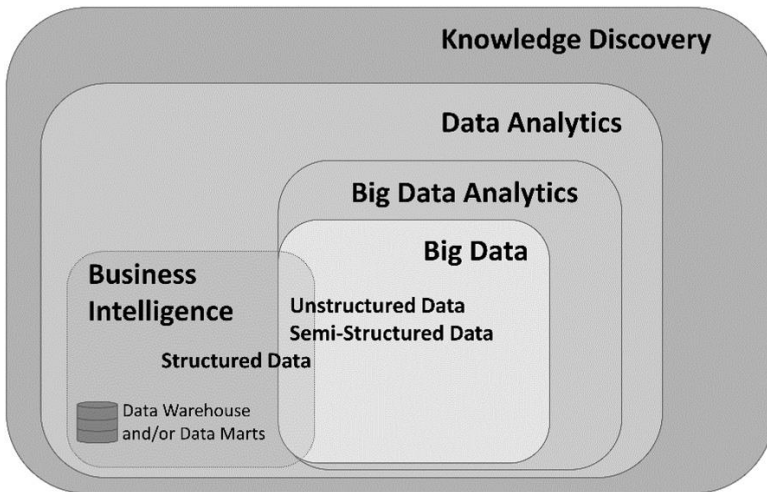 Knowledge Discovery
Data Analytics
Big Data Analytics
Big Data
Business
Intelligence
Unstructured Data
Semi-Structured Data
Structured Data
Data Warehouse
and/or Data Marts